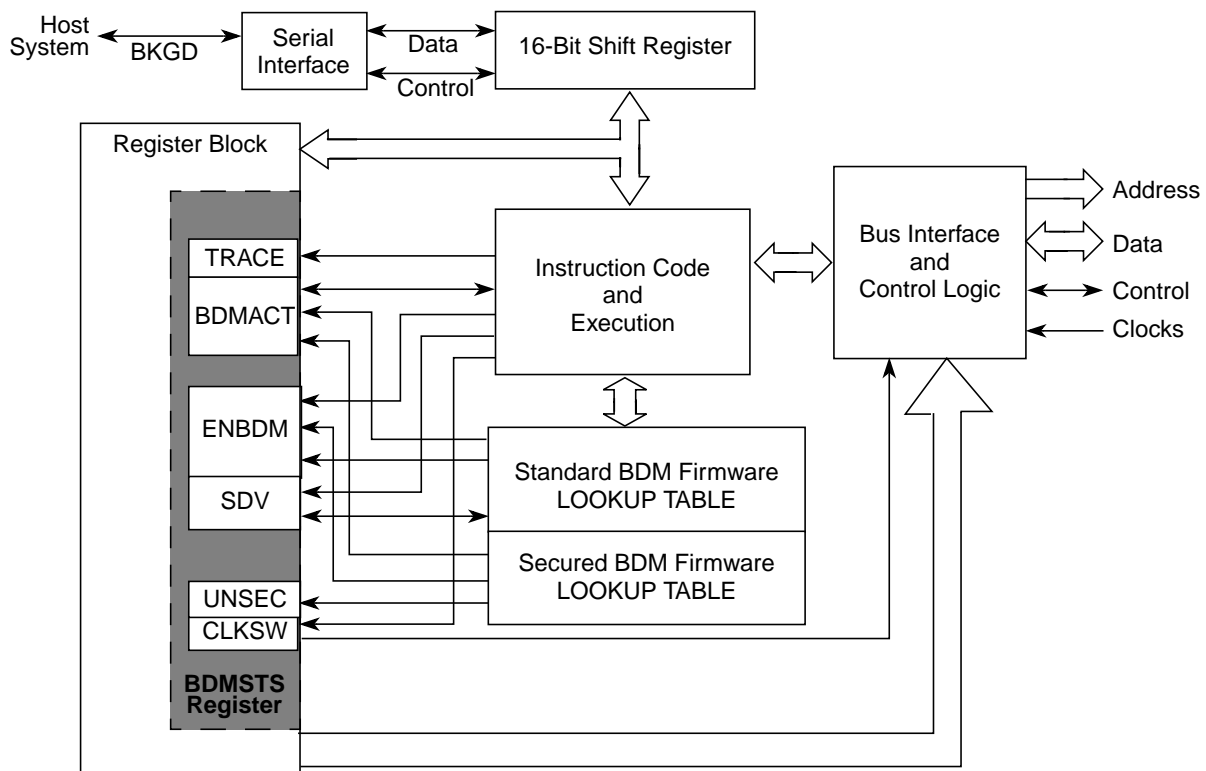 Host
System
BKGD
Serial
Interface
Data
Control
16-Bit Shift Register
Register Block
TRACE
BDMACT
ENBDM
SDV
UNSEC
CLKSW
BDMSTS
Register
Instruction Code
and
Execution
Standard BDM Firmware
LOOKUP TABLE
Secured BDM Firmware
LOOKUP TABLE
Bus Interface
and
Control Logic
Address
Data
Control
Clocks